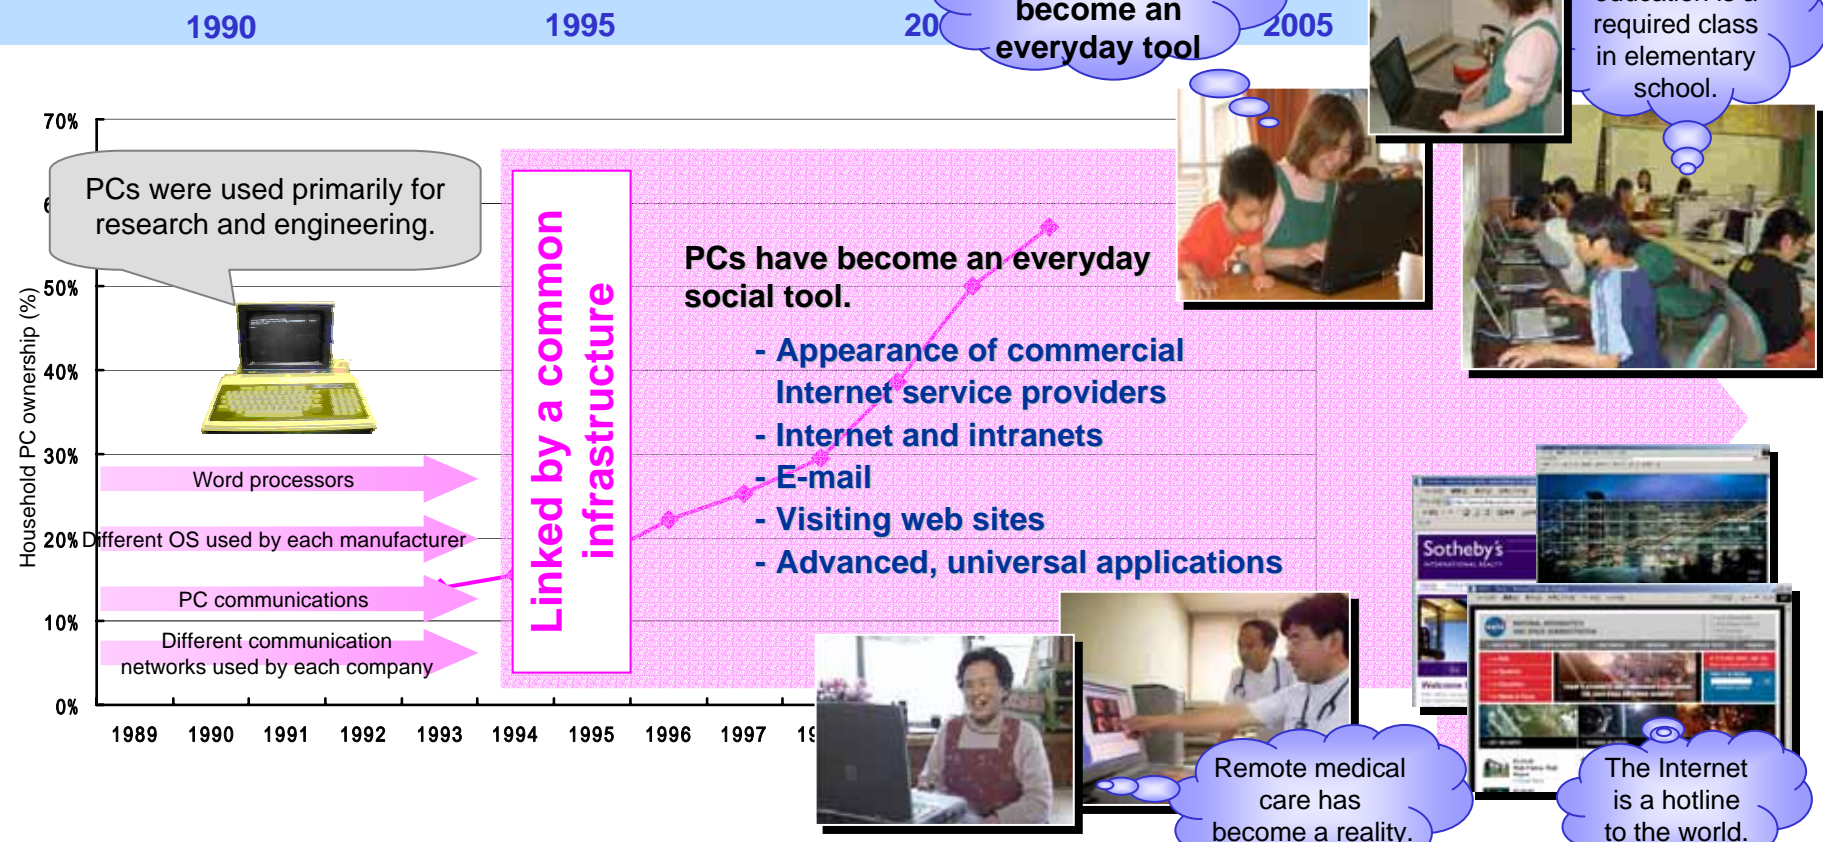 1990
1995
20
2005
become an
everyday tool
required class
in elementary
school.
70%
50%
40%
30%
20%
10%
0%
Household PC ownership (%)
PCs were used primarily for
research and engineering.
Word processors
Different OS used by each manufacturer
PC communications
Different communication
networks used by each company
Linked by a common
infrastructure
PCs have become an everyday
social tool.
- Appearance of commercial
Internet service providers
- Internet and intranets
- E-mail
- Visiting web sites
- Advanced, universal applications
Sotheby's
INTERNATIONAL REALTY
1989 1990 1991 1992 1993 1994 1995 1996 1997
Remote medical
care has
become a reality.
The Internet
is a hotline
to the world.